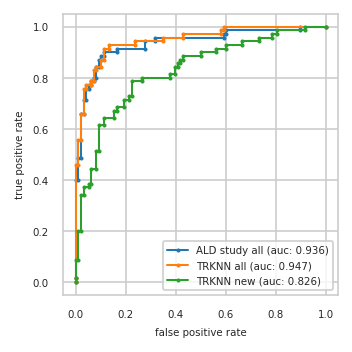 1.0
0.8
0.6
0.4
0.2
0.0
true positive rate
ALD study all (auc: 0.936)
TRKNN all (auc: 0.947)
TRKNN new (auc: 0.826)
0.0 0.2 0.4 0.6 0.8 1.0
false positive rate